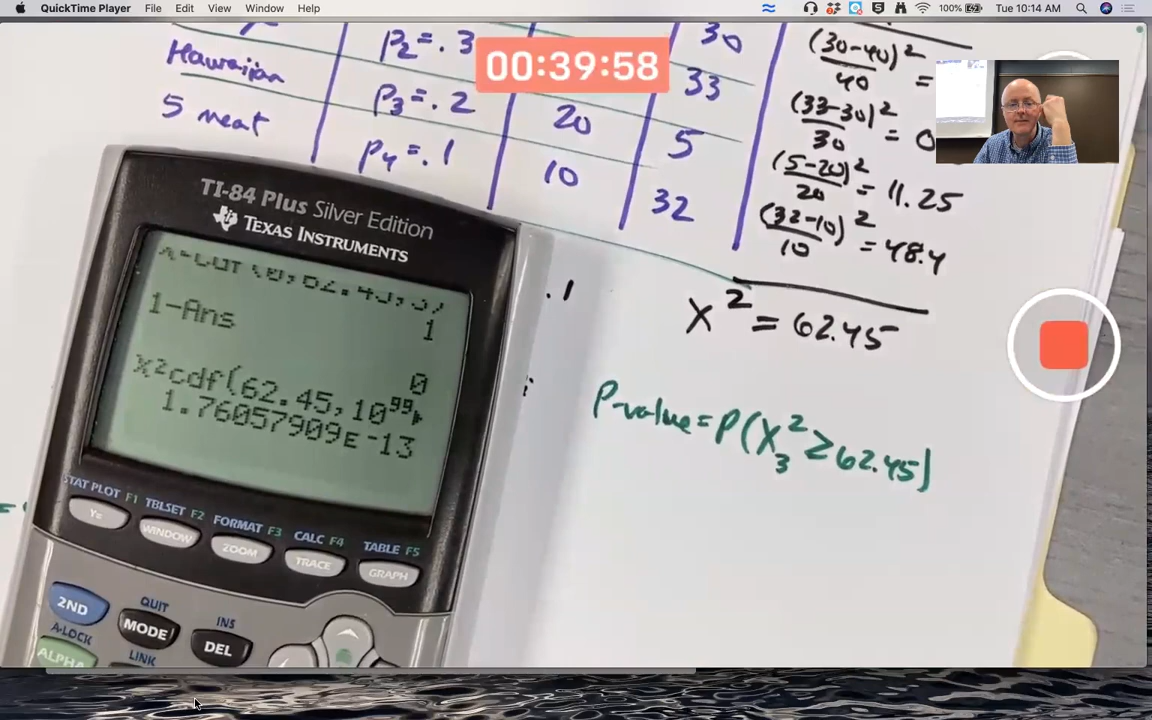 QuickTime Player File Edit View Window Help 100% Tue 10:14 AM
00:39:58
P2=.3 30
Hawaiian P3=.2 20 33
5 meat P4=.1 10 5
32
(30-40)²
40 =
(33-30)²
30 = 0
(5-20)²
20 = 11.25
(32-10)²
10 = 48.4
X² = 62.45
P-value = P(X²3 ≥ 62.45)
.1
TI-84 Plus Silver Edition
TEXAS INSTRUMENTS
1
1-Ans
0
X²cdf(62.45,10^99
1.76057909E-13
STAT PLOT F1 TBLSET F2 FORMAT F3 CALC F4 TABLE F5
Y= WINDOW ZOOM TRACE GRAPH
QUIT INS
2ND MODE DEL
A-LOCK LINK
ALPHA